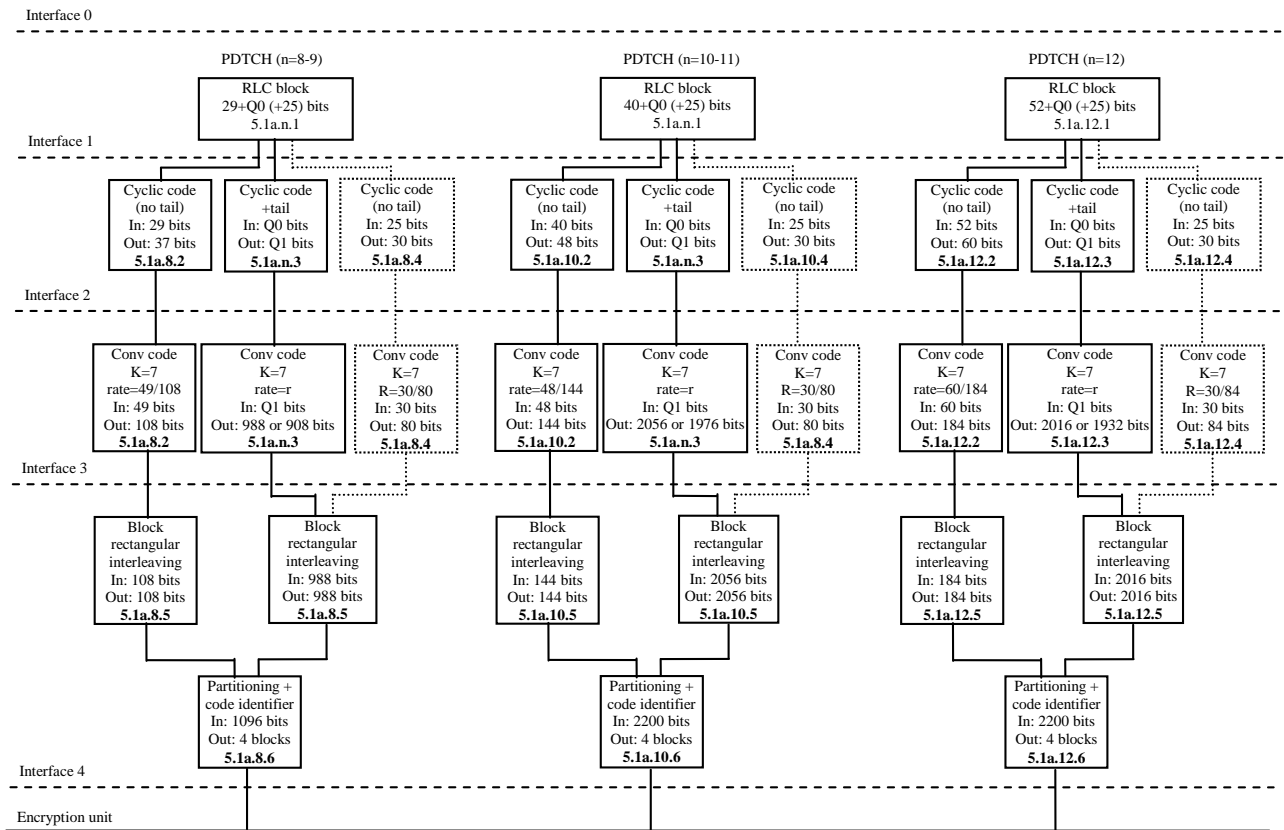 Interface 0
PDTCH (n=8-9)
RLC block
29+Q0 (+25) bits
5.1a.n.1
PDTCH (n=10-11)
RLC block
40+Q0 (+25) bits
5.1a.n.1
PDTCH (n=12)
RLC block
52+Q0 (+25) bits
5.1a.12.1
Interface 1
Cyclic code
(no tail)
In: 29 bits
Out: 37 bits
5.1a.8.2
Cyclic code
+tail
In: Q0 bits
Out: Q1 bits
5.1a.n.3
Cyclic code
(no tail)
In: 25 bits
Out: 30 bits
5.1a.8.4
Cyclic code
(no tail)
In: 40 bits
Out: 48 bits
5.1a.10.2
Cyclic code
+tail
In: Q0 bits
Out: Q1 bits
5.1a.n.3
Cyclic code
(no tail)
In: 25 bits
Out: 30 bits
5.1a.10.4
Cyclic code
(no tail)
In: 52 bits
Out: 60 bits
5.1a.12.2
Cyclic code
+tail
In: Q0 bits
Out: Q1 bits
5.1a.12.3
Cyclic code
(no tail)
In: 25 bits
Out: 30 bits
5.1a.12.4
Interface 2
Conv code
K=7
rate=49/108
In: 49 bits
Out: 108 bits
5.1a.8.2
Conv code
K=7
rate=r
In: Q1 bits
Out: 988 or 908 bits
5.1a.n.3
Conv code
K=7
R=30/80
In: 30 bits
Out: 80 bits
5.1a.8.4
Conv code
K=7
rate=48/144
In: 48 bits
Out: 144 bits
5.1a.10.2
Conv code
K=7
rate=r
In: Q1 bits
Out: 2056 or 1976 bits
5.1a.n.3
Conv code
K=7
R=30/80
In: 30 bits
Out: 80 bits
5.1a.8.4
Conv code
K=7
rate=60/184
In: 60 bits
Out: 184 bits
5.1a.12.2
Conv code
K=7
rate=r
In: Q1 bits
Out: 2016 or 1932 bits
5.1a.12.3
Conv code
K=7
R=30/84
In: 30 bits
Out: 84 bits
5.1a.12.4
Interface 3
Block
rectangular
interleaving
In: 108 bits
Out: 108 bits
5.1a.8.5
Block
rectangular
interleaving
In: 988 bits
Out: 988 bits
5.1a.8.5
Block
rectangular
interleaving
In: 144 bits
Out: 144 bits
5.1a.10.5
Block
rectangular
interleaving
In: 2056 bits
Out: 2056 bits
5.1a.10.5
Block
rectangular
interleaving
In: 184 bits
Out: 184 bits
5.1a.12.5
Block
rectangular
interleaving
In: 2016 bits
Out: 2016 bits
5.1a.12.5
Partitioning +
code identifier
In: 1096 bits
Out: 4 blocks
5.1a.8.6
Partitioning +
code identifier
In: 2200 bits
Out: 4 blocks
5.1a.10.6
Partitioning +
code identifier
In: 2200 bits
Out: 4 blocks
5.1a.12.6
Interface 4
Encryption unit